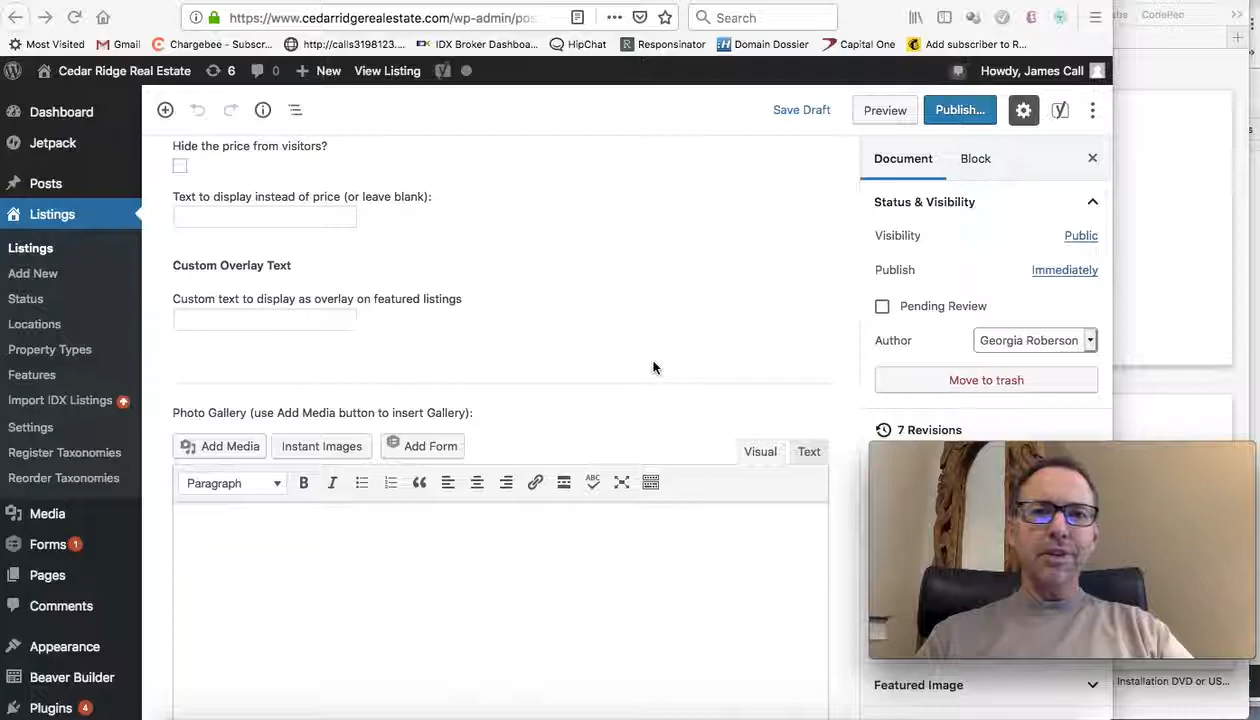 https://www.cedarridgerealestate.com/wp-admin/pos
Search
CodePen
Most Visited
Gmail
Chargebee - Subscr...
http://calls3198123....
IDX Broker Dashboa...
HipChat
Responsinator
Domain Dossier
Capital One
Add subscriber to R...
Cedar Ridge Real Estate
6
0
New
View Listing
Howdy, James Call
Dashboard
Jetpack
Posts
Listings
Listings
Add New
Status
Locations
Property Types
Features
Import IDX Listings
Settings
Register Taxonomies
Reorder Taxonomies
Media
Forms 1
Pages
Comments
Appearance
Beaver Builder
Plugins 4
Save Draft
Preview
Publish...
Hide the price from visitors?
Text to display instead of price (or leave blank):
Custom Overlay Text
Custom text to display as overlay on featured listings
Photo Gallery (use Add Media button to insert Gallery):
Add Media
Instant Images
Add Form
Visual
Text
Paragraph
B
I
ABC
Document
Block
Status & Visibility
Visibility
Public
Publish
Immediately
Pending Review
Author
Georgia Roberson
Move to trash
7 Revisions
Featured Image
Installation DVD or US...